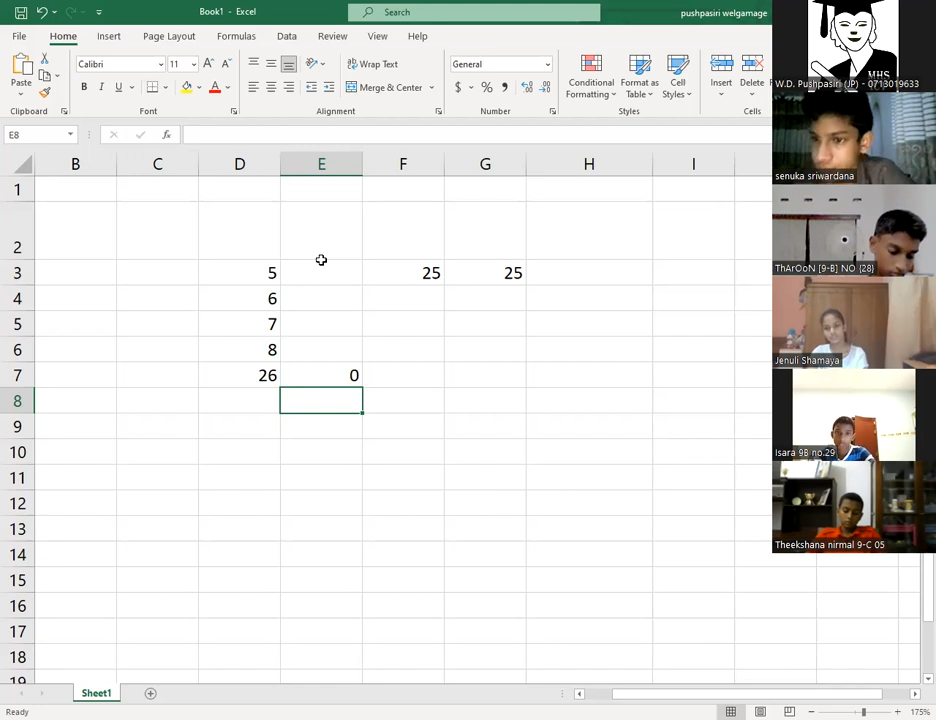 Book1 - Excel
Search
pushpasiri welgamage
File Home Insert Page Layout Formulas Data Review View Help
Paste
Calibri 11
B I U
Wrap Text
Merge & Center
General
$ % ,
Conditional Formatting
Format as Table
Cell Styles
Insert
Delete
Clipboard Font Alignment Number Styles Cells
E8 fx
B C D E F G H I
1
2
3 5 25 25
4 6
5 7
6 8
7 26 0
8
9
10
11
12
13
14
15
16
17
18
19
Sheet1
Ready
175%
MHS
W.D. Pushpasiri (JP) - 0713019633
senuka sriwardana
ThArOoN [9-B] NO {28}
Jenuli Shamaya
Isara 9B no.29
Theekshana nirmal 9-C 05